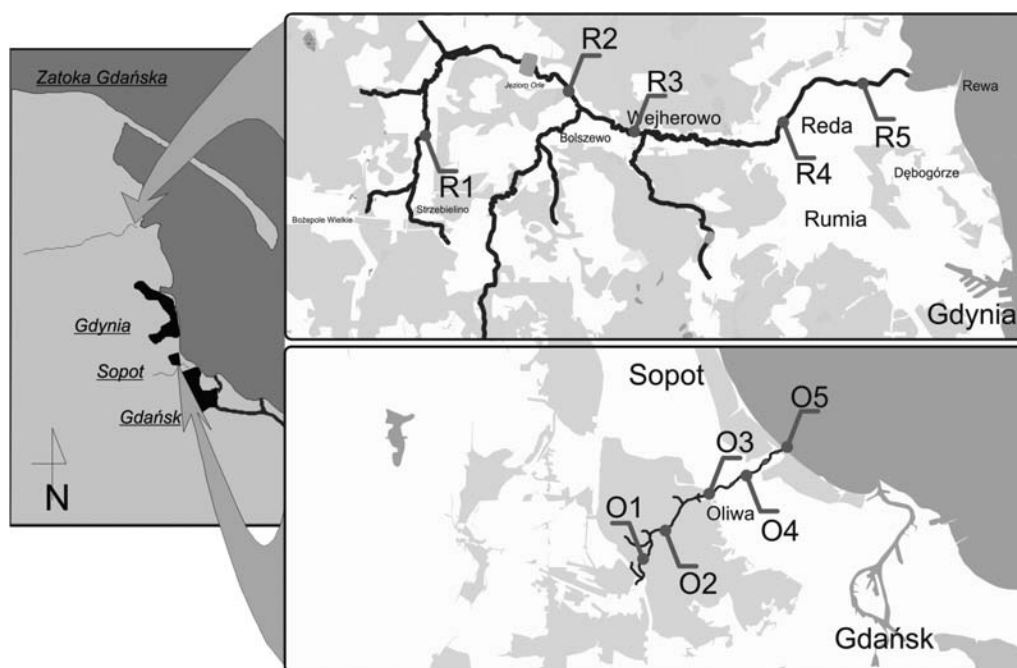 Zatoka Gdańska
Gdynia
Sopot
Gdańsk
N
R2
R3
Jezioro Orle
Wejherowo
Bolszewo
R1
Strzebielino
Bożepole Wielkie
Reda
R4
R5
Rewa
Dębogórze
Rumia
Gdynia
Sopot
O5
O3
Oliwa
O4
O1
O2
Gdańsk